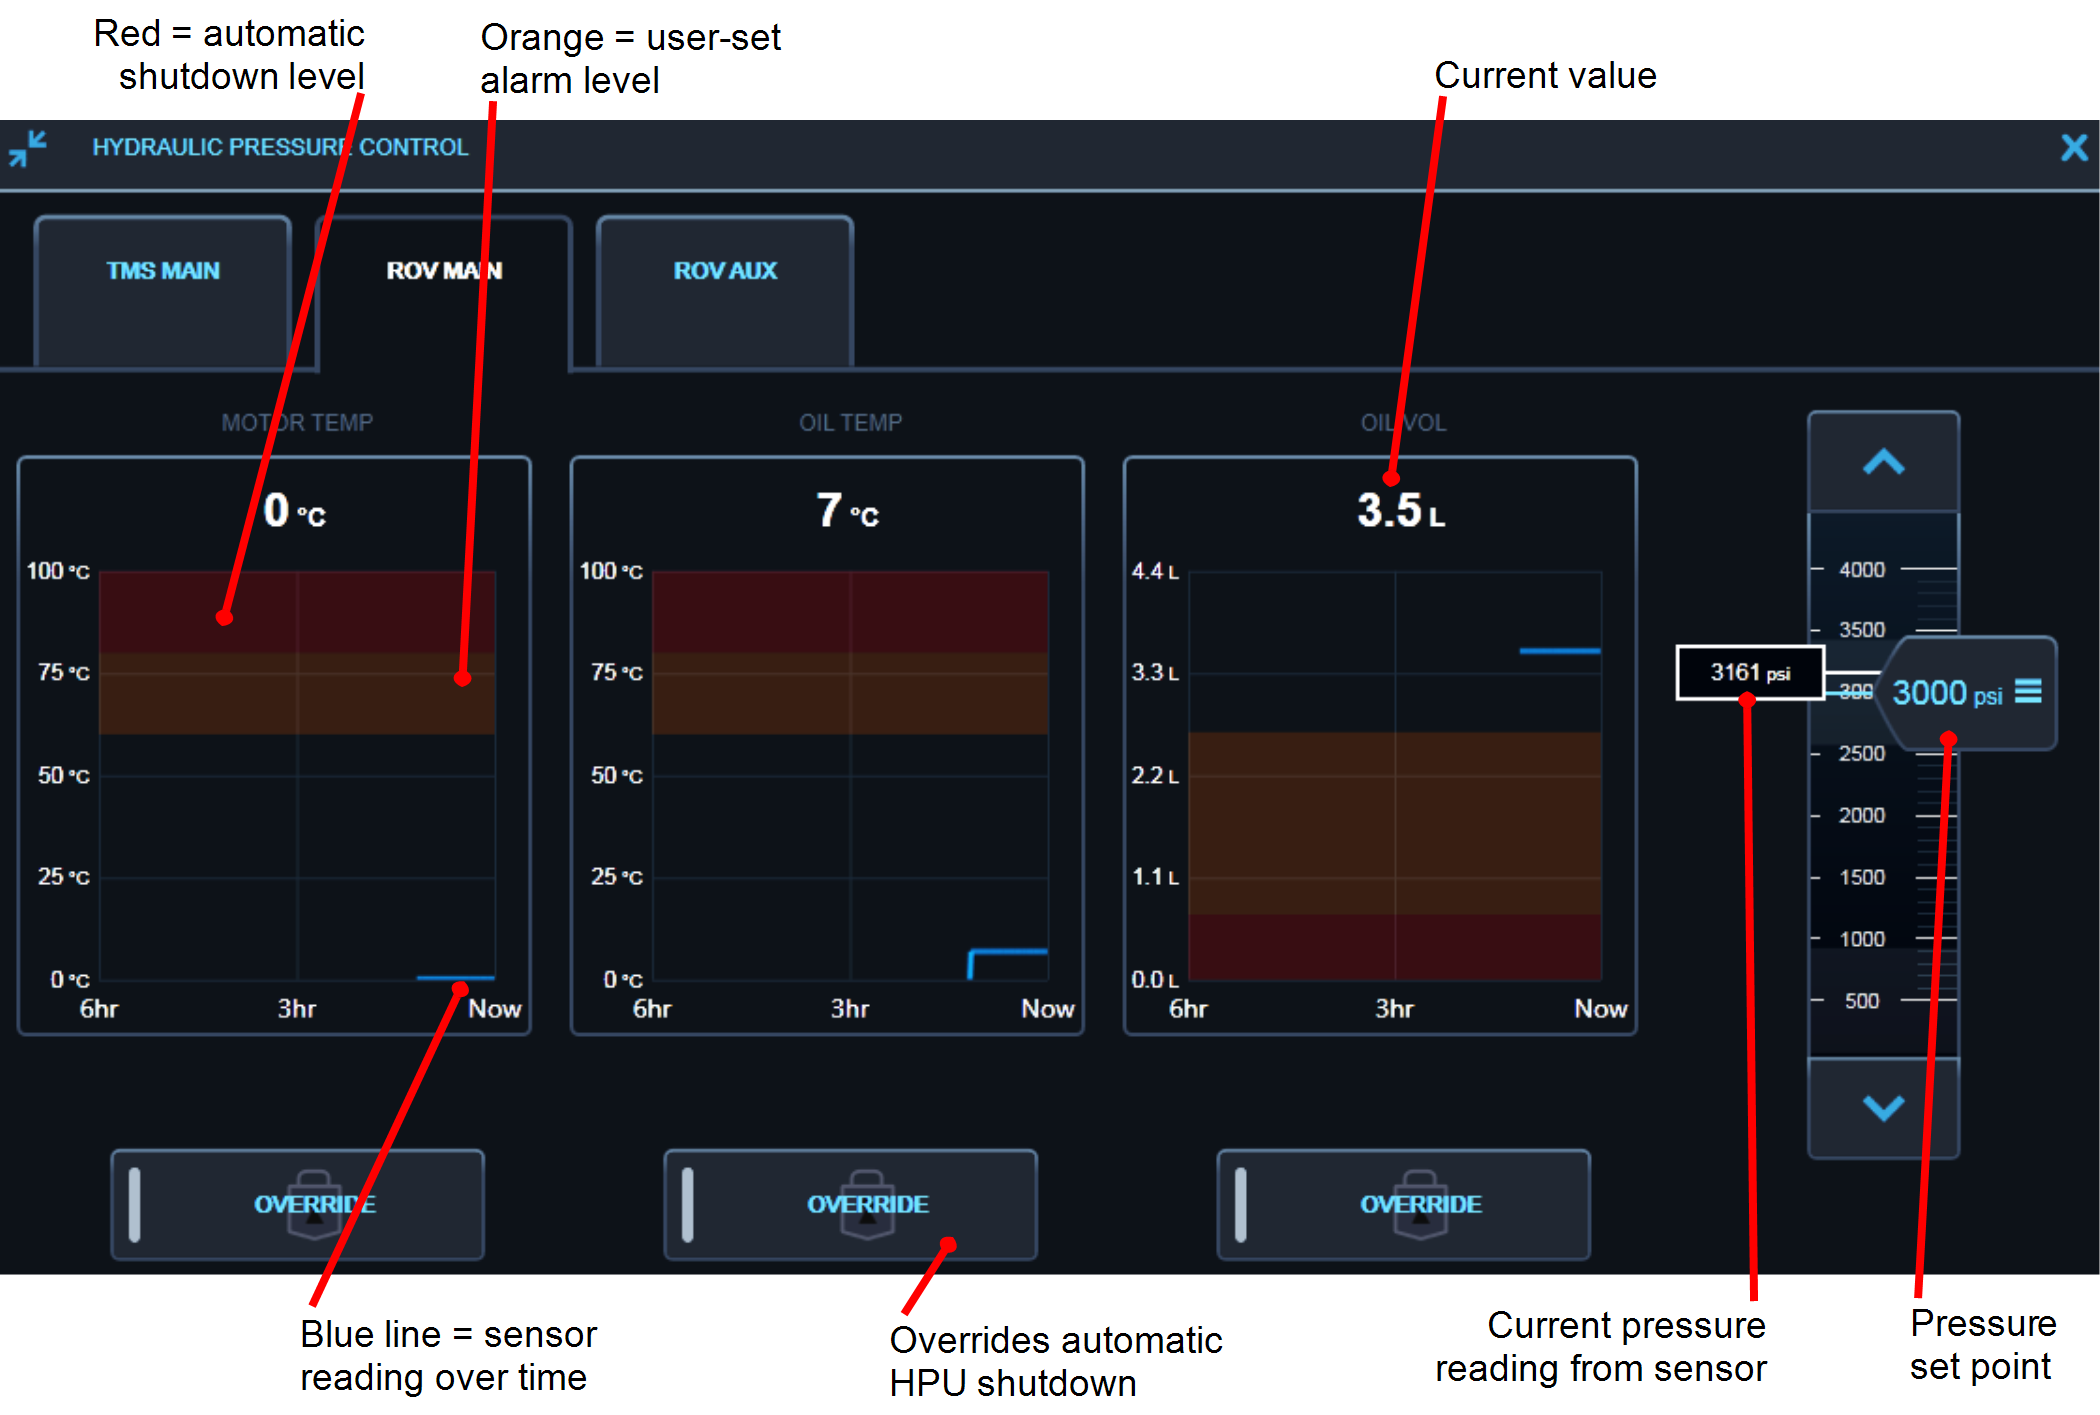 Red = automatic
shutdown level
Orange = user-set
alarm level
Current value
HYDRAULIC PRESSURE CONTROL
TMS MAIN
ROV MAIN
ROV AUX
MOTOR TEMP
OIL TEMP
OIL VOL
0 °C
7 °C
3.5 L
100 °C
75 °C
50 °C
25 °C
0 °C
6hr
3hr
Now
100 °C
75 °C
50 °C
25 °C
0 °C
6hr
3hr
Now
4.4 L
3.3 L
2.2 L
1.1 L
0.0 L
6hr
3hr
Now
4000
3500
3161 psi
3000 psi
2500
2000
1500
1000
500
OVERRIDE
OVERRIDE
OVERRIDE
Blue line = sensor
reading over time
Overrides automatic
HPU shutdown
Current pressure
reading from sensor
Pressure
set point